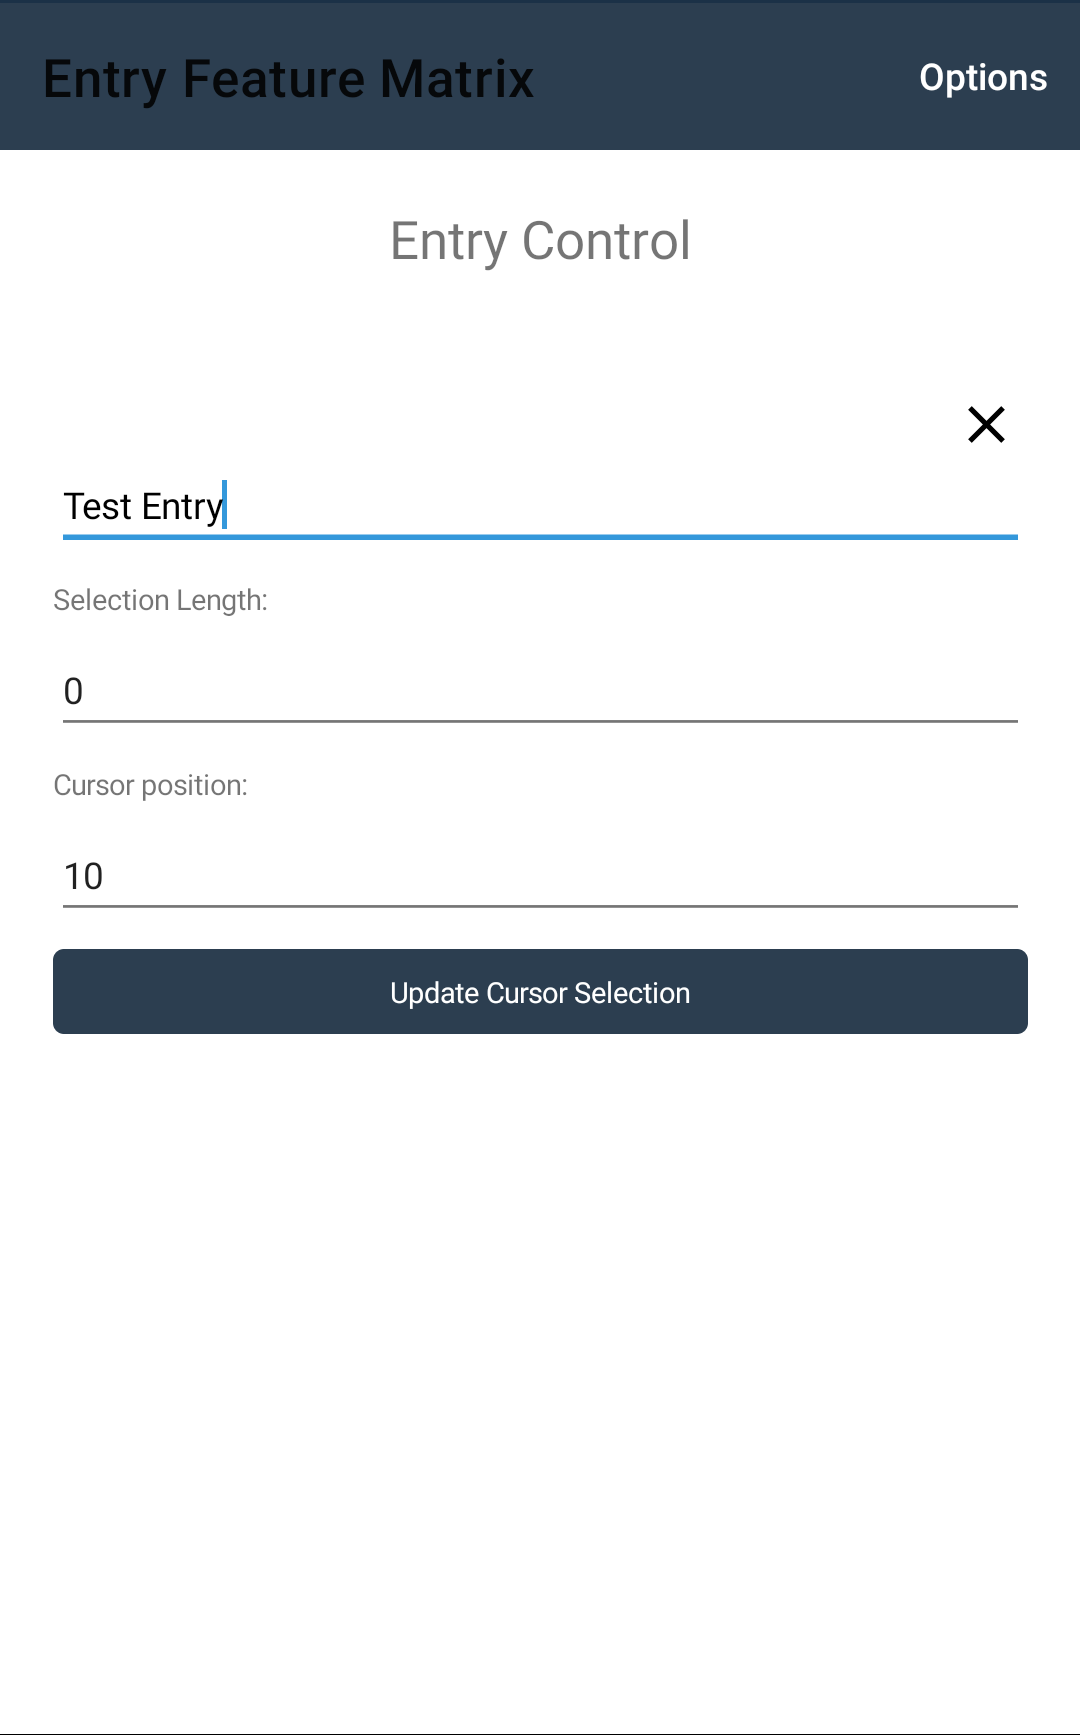 Entry Feature Matrix
Options
Entry Control
Test Entry
Selection Length:
0
Cursor position:
10
Update Cursor Selection